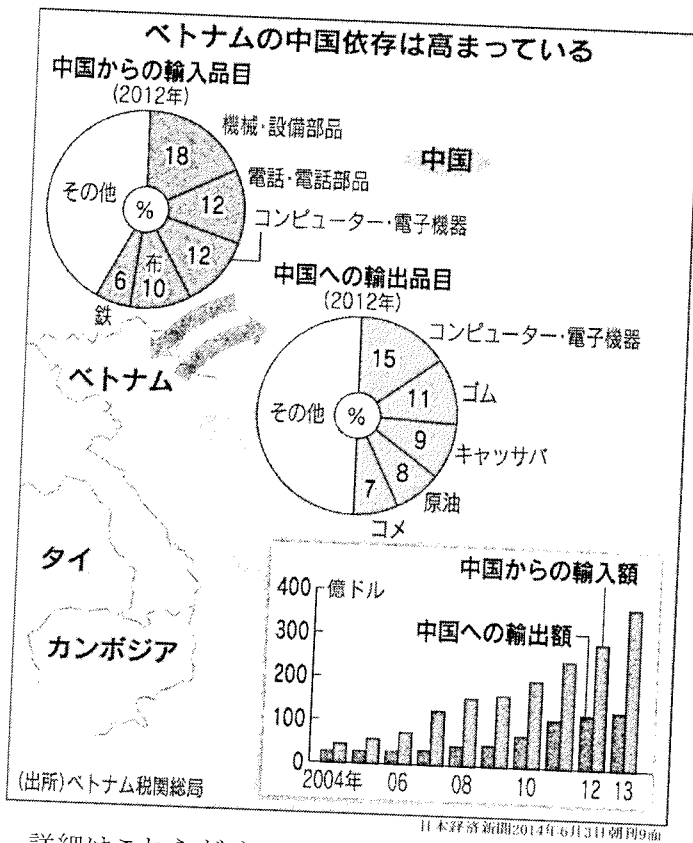 ベトナムの中国依存は高まっている
中国からの輸入品目
(2012年)
機械・設備部品
18
中国
電話・電話部品
12
その他
%
コンピューター・電子機器
12
布
10
6
鉄
中国への輸出品目
(2012年)
コンピューター・電子機器
15
ベトナム
ゴム
11
その他
%
9
キャッサバ
8
原油
7
コメ
タイ
カンボジア
中国からの輸入額
400
億ドル
300
中国への輸出額
200
100
0
2004年 06 08 10 12 13
(出所)ベトナム税関総局
日本経済新聞2014年6月3日朝刊9面